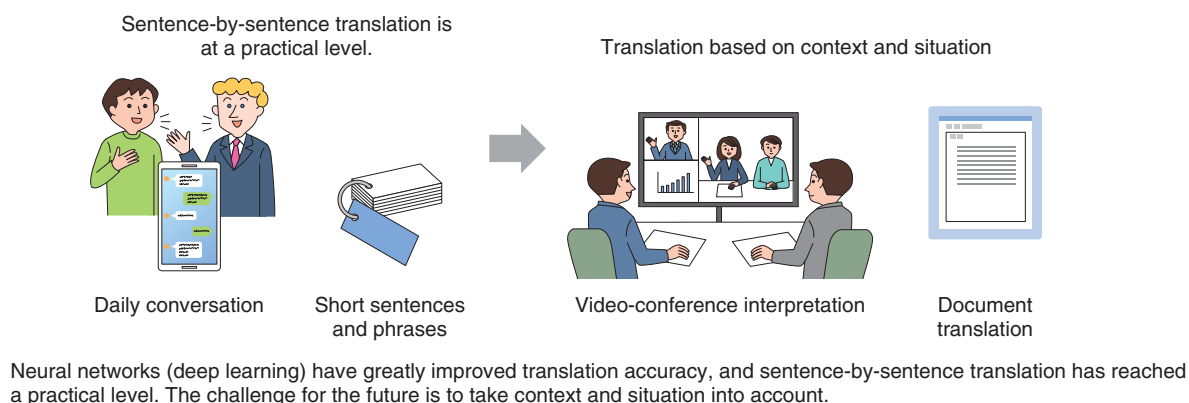 Sentence-by-sentence translation is
at a practical level.
Translation based on context and situation
Daily conversation
Short sentences
and phrases
Video-conference interpretation
Document
translation
Neural networks (deep learning) have greatly improved translation accuracy, and sentence-by-sentence translation has reached
a practical level. The challenge for the future is to take context and situation into account.